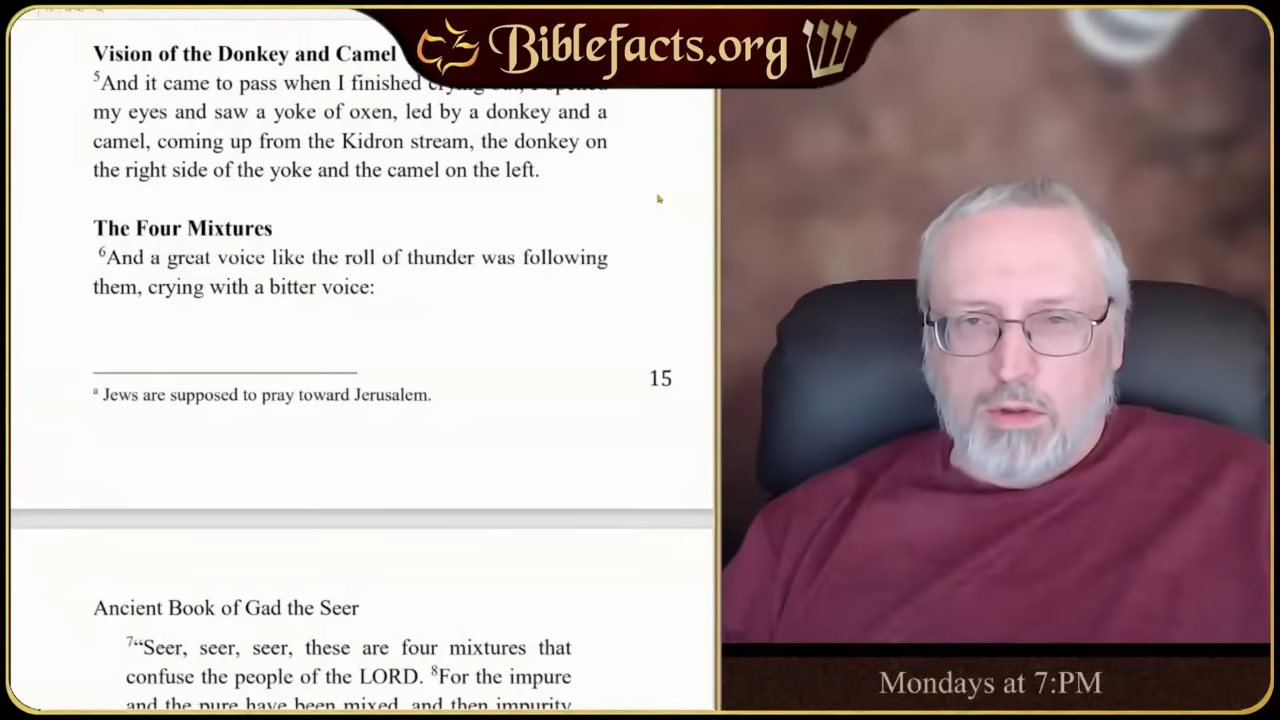 Biblefacts.org
Vision of the Donkey and Camel
⁵And it came to pass when I finished
my eyes and saw a yoke of oxen, led by a donkey and a
camel, coming up from the Kidron stream, the donkey on
the right side of the yoke and the camel on the left.
The Four Mixtures
⁶And a great voice like the roll of thunder was following
them, crying with a bitter voice:
15
ᵃ Jews are supposed to pray toward Jerusalem.
Ancient Book of Gad the Seer
⁷“Seer, seer, seer, these are four mixtures that
confuse the people of the LORD. ⁸For the impure
and the pure have been mixed, and then impurity
Mondays at 7:PM